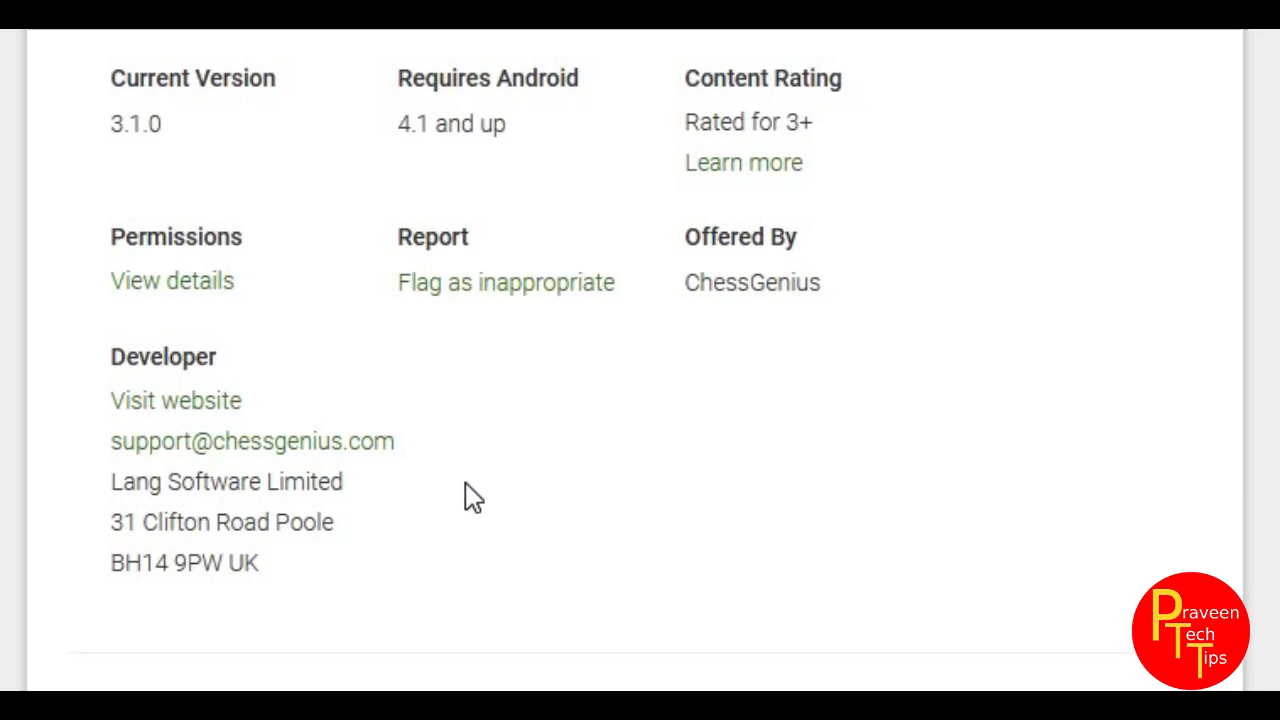 Current Version
Requires Android
Content Rating
3.1.0
4.1 and up
Rated for 3+
Learn more
Permissions
Report
Offered By
View details
Flag as inappropriate
ChessGenius
Developer
Visit website
support@chessgenius.com
Lang Software Limited
31 Clifton Road Poole
BH14 9PW UK
Praveen
Tech
Tips